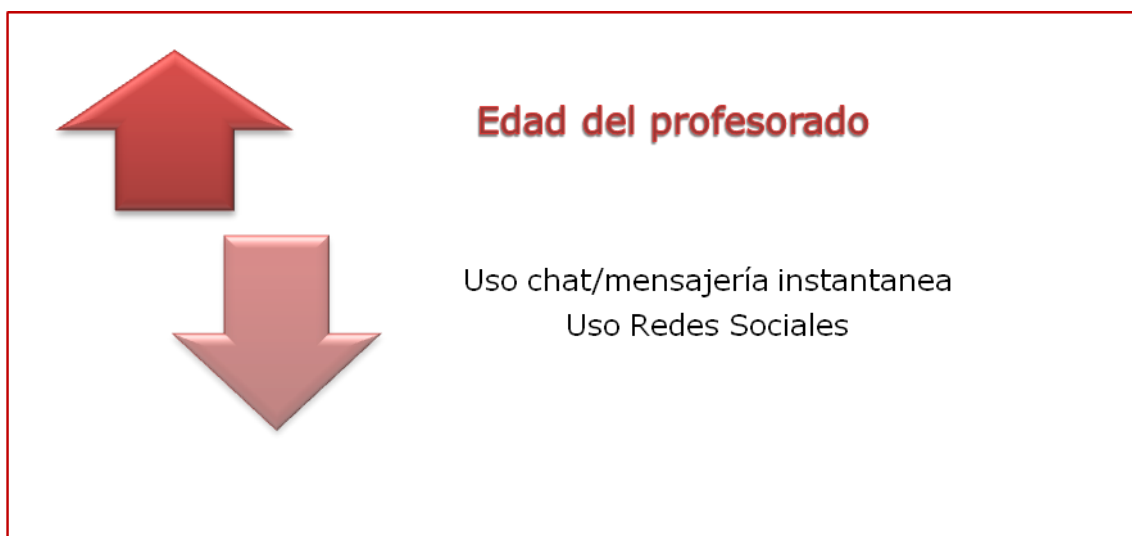 Edad del profesorado
Uso chat/mensajería instantanea
Uso Redes Sociales